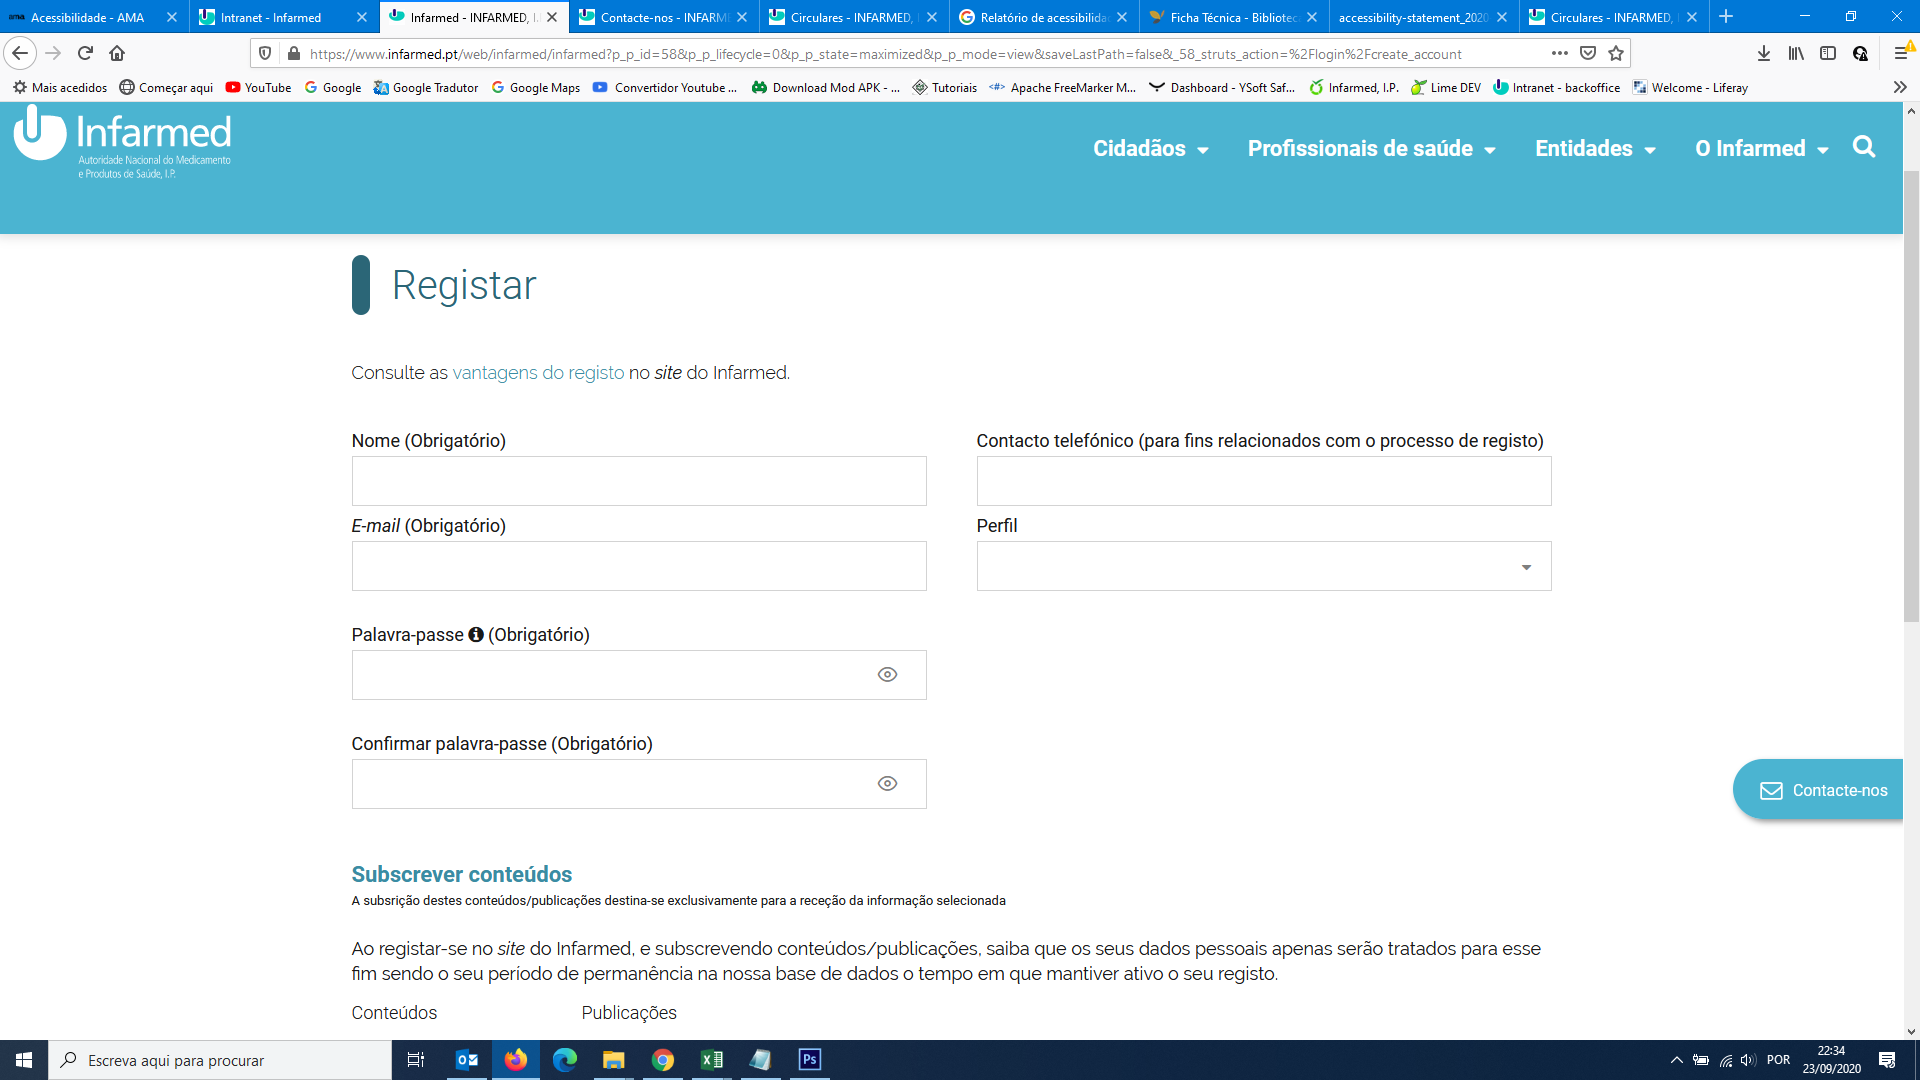 Acessibilidade - AMA
Intranet - Infarmed
Infarmed - INFARMED, I.
Contacte-nos - INFARM
Circulares - INFARMED,
Relatório de acessibilida
Ficha Técnica - Bibliotec
accessibility-statement_2020
Circulares - INFARMED,
https://www.infarmed.pt/web/infarmed/infarmed?p_p_id=58&p_p_lifecycle=0&p_p_state=maximized&p_p_mode=view&saveLastPath=false&_58_struts_action=%2Flogin%2Fcreate_account
Mais acedidos
Começar aqui
YouTube
Google
Google Tradutor
Google Maps
Convertidor Youtube ...
Download Mod APK - ...
Tutoriais
Apache FreeMarker M...
Dashboard - YSoft Saf...
Infarmed, I.P.
Lime DEV
Intranet - backoffice
Welcome - Liferay
Infarmed
Autoridade Nacional do Medicamento
e Produtos de Saúde, I.P.
Cidadãos
Profissionais de saúde
Entidades
O Infarmed
Registar
Consulte as vantagens do registo no site do Infarmed.
Nome (Obrigatório)
Contacto telefónico (para fins relacionados com o processo de registo)
E-mail (Obrigatório)
Perfil
Palavra-passe (Obrigatório)
Confirmar palavra-passe (Obrigatório)
Contacte-nos
Subscrever conteúdos
A subsrição destes conteúdos/publicações destina-se exclusivamente para a receção da informação selecionada
Ao registar-se no site do Infarmed, e subscrevendo conteúdos/publicações, saiba que os seus dados pessoais apenas serão tratados para esse
fim sendo o seu período de permanência na nossa base de dados o tempo em que mantiver ativo o seu registo.
Conteúdos
Publicações
Escreva aqui para procurar
POR
22:34
23/09/2020